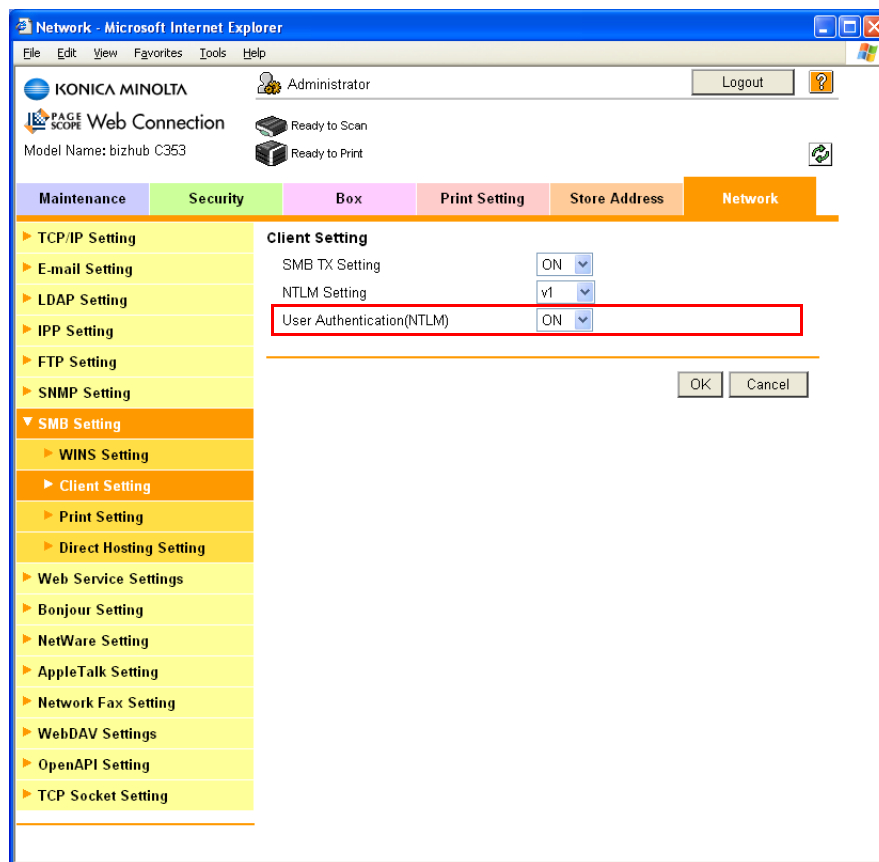 Network - Microsoft Internet Explorer
File Edit View Favorites Tools Help
KONICA MINOLTA
Administrator
Logout
?
PAGE SCOPE Web Connection
Ready to Scan
Model Name: bizhub C353
Ready to Print
Maintenance Security Box Print Setting Store Address Network
TCP/IP Setting
E-mail Setting
LDAP Setting
IPP Setting
FTP Setting
SNMP Setting
SMB Setting
WINS Setting
Client Setting
Print Setting
Direct Hosting Setting
Web Service Settings
Bonjour Setting
NetWare Setting
AppleTalk Setting
Network Fax Setting
WebDAV Settings
OpenAPI Setting
TCP Socket Setting
Client Setting
SMB TX Setting ON
NTLM Setting v1
User Authentication(NTLM) ON
OK Cancel